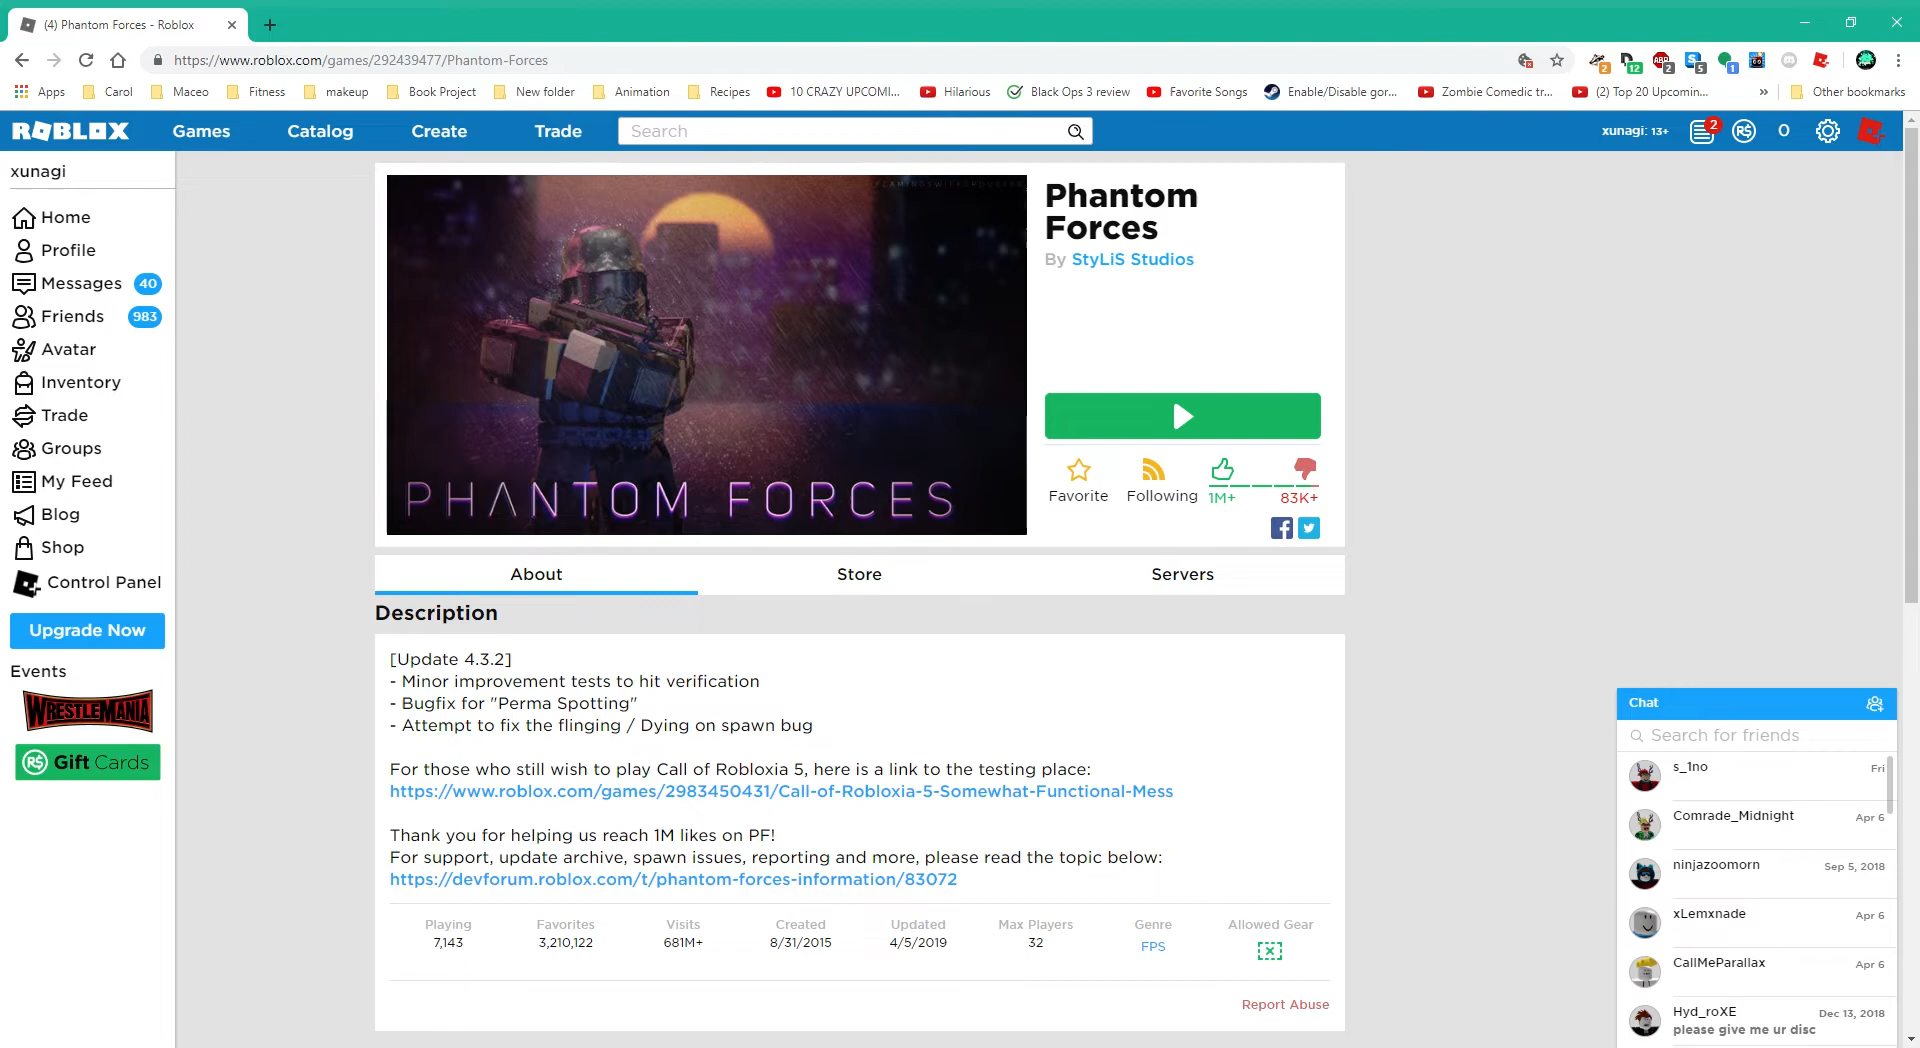 (4) Phantom Forces - Roblox
https://www.roblox.com/games/292439477/Phantom-Forces
2 12 2 5 1
Apps Carol Maceo Fitness makeup Book Project New folder Animation Recipes 10 CRAZY UPCOMI... Hilarious Black Ops 3 review Favorite Songs Enable/Disable gor... Zombie Comedic tr... (2) Top 20 Upcomin... » Other bookmarks
ROBLOX Games Catalog Create Trade Search xunagi: 13+ 2 R$ 0
xunagi
Home
Profile
Messages 40
Friends 983
Avatar
Inventory
Trade
Groups
My Feed
Blog
Shop
Control Panel
Upgrade Now
Events
WRESTLEMANIA
R$ Gift Cards
PHANTOM FORCES
Phantom
Forces
By StyLiS Studios
Favorite Following 1M+ 83K+
About Store Servers
Description
[Update 4.3.2]
- Minor improvement tests to hit verification
- Bugfix for "Perma Spotting"
- Attempt to fix the flinging / Dying on spawn bug
For those who still wish to play Call of Robloxia 5, here is a link to the testing place:
https://www.roblox.com/games/2983450431/Call-of-Robloxia-5-Somewhat-Functional-Mess
Thank you for helping us reach 1M likes on PF!
For support, update archive, spawn issues, reporting and more, please read the topic below:
https://devforum.roblox.com/t/phantom-forces-information/83072
Playing Favorites Visits Created Updated Max Players Genre Allowed Gear
7,143 3,210,122 681M+ 8/31/2015 4/5/2019 32 FPS
Report Abuse
Chat
Search for friends
s_1no Fri
Comrade_Midnight Apr 6
ninjazoomorn Sep 5, 2018
xLemxnade Apr 6
CallMeParallax Apr 6
Hyd_roXE Dec 13, 2018
please give me ur disc